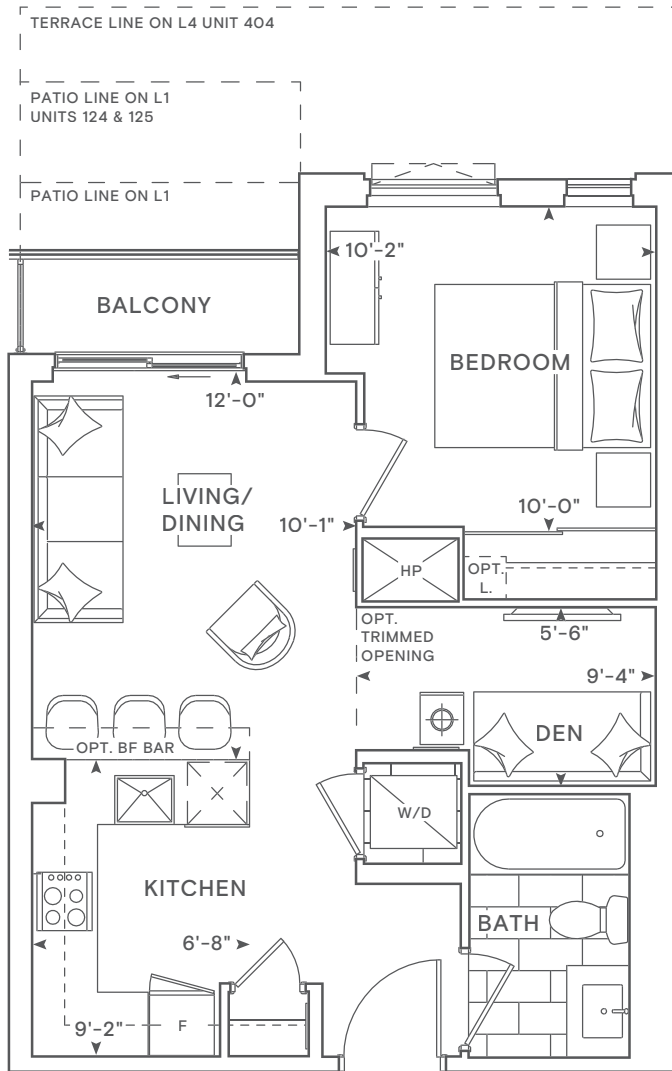 TERRACE LINE ON L4 UNIT 404
PATIO LINE ON L1
UNITS 124 & 125
PATIO LINE ON L1
10'-2"
BALCONY
BEDROOM
12'-0"
LIVING/
DINING
10'-1"
10'-0"
HP
OPT.
L.
OPT.
TRIMMED
OPENING
5'-6"
9'-4"
DEN
OPT. BF BAR
W/D
KITCHEN
BATH
6'-8"
9'-2"
F